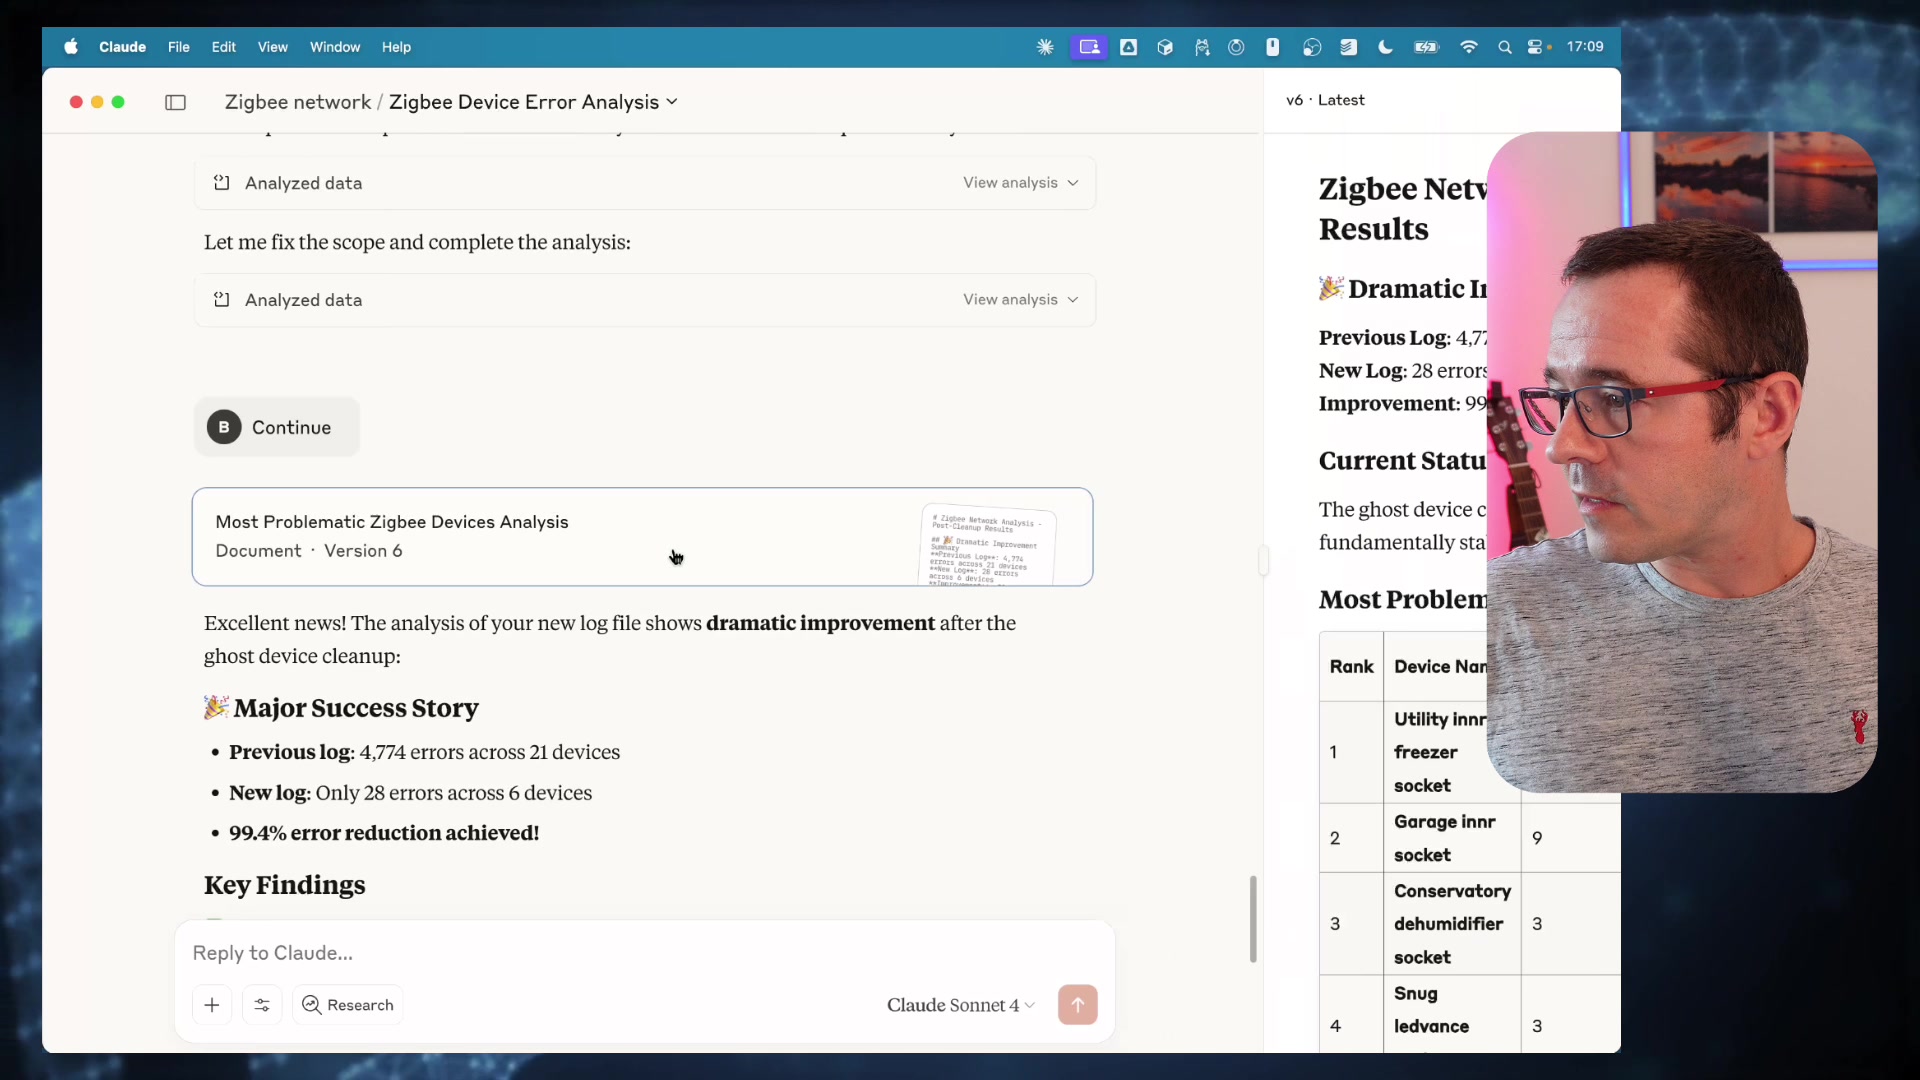 Claude File Edit View Window Help 17:09
Zigbee network / Zigbee Device Error Analysis
v6 · Latest
Analyzed data View analysis
Let me fix the scope and complete the analysis:
Analyzed data View analysis
B Continue
Most Problematic Zigbee Devices Analysis
Document · Version 6
# Zigbee Network Analysis -
Post-Cleanup Results
## 🎉 Dramatic Improvement
Summary
**Previous Log**: 4,774
errors across 21 devices
**New Log**: 28 errors
across 6 devices
Excellent news! The analysis of your new log file shows dramatic improvement after the
ghost device cleanup:
🎉 Major Success Story
• Previous log: 4,774 errors across 21 devices
• New log: Only 28 errors across 6 devices
• 99.4% error reduction achieved!
Key Findings
Reply to Claude...
Research
Claude Sonnet 4
Zigbee Netw
Results
🎉 Dramatic I
Previous Log: 4,77
New Log: 28 errors
Improvement: 99
Current Statu
The ghost device c
fundamentally sta
Most Problem
Rank Device Nam
1 Utility innr
freezer
socket
2 Garage innr
socket 9
3 Conservatory
dehumidifier
socket 3
4 Snug
ledvance 3